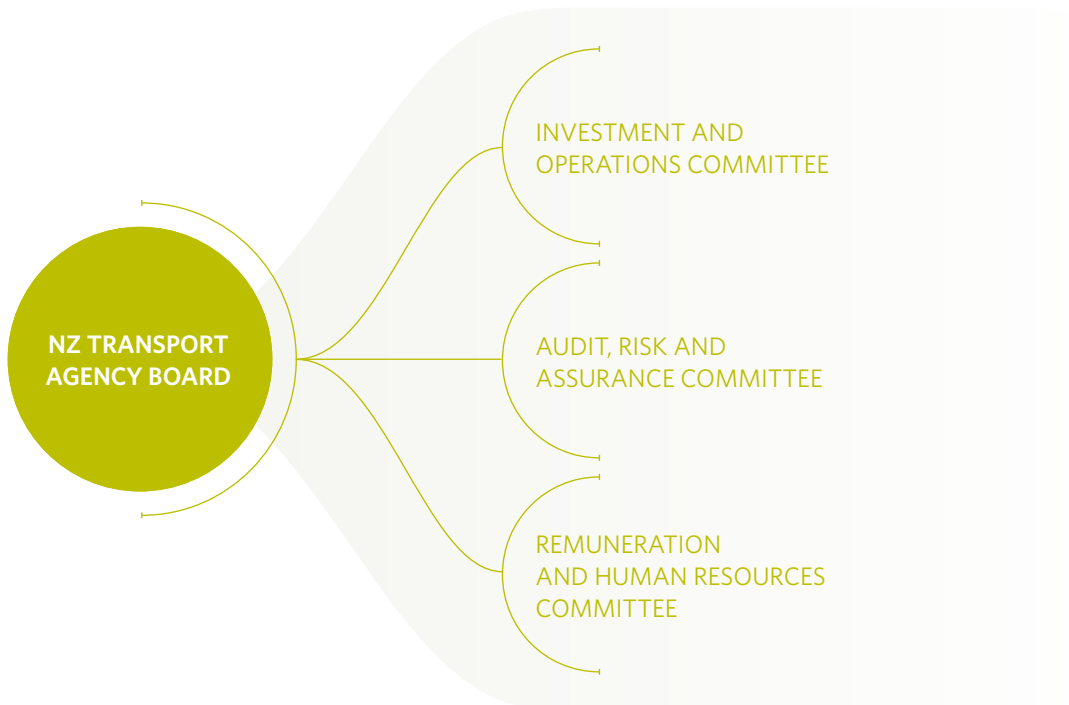 NZ TRANSPORT
AGENCY BOARD
INVESTMENT AND
OPERATIONS COMMITTEE
AUDIT, RISK AND
ASSURANCE COMMITTEE
REMUNERATION
AND HUMAN RESOURCES
COMMITTEE